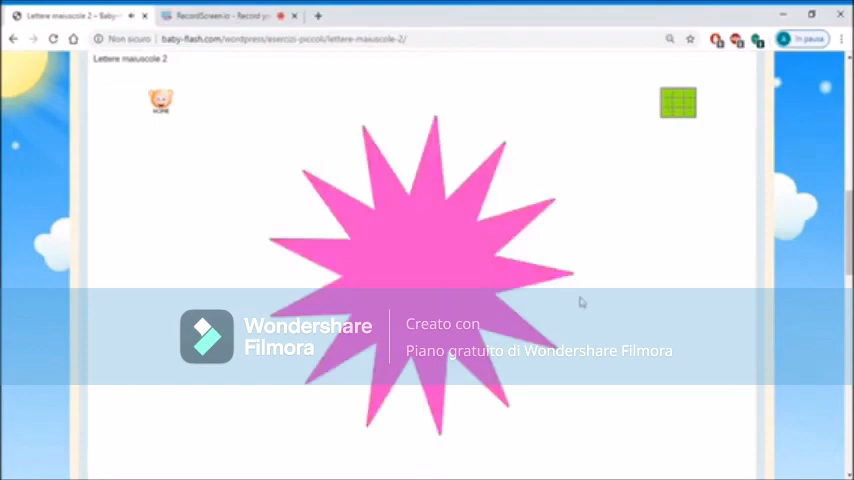 Lettere maiuscole 2 – Baby-
RecordScreen.io – Record yo
Non sicuro
baby-flash.com/wordpress/esercizi-piccoli/lettere-maiuscole-2/
In pausa
Lettere maiuscole 2
HOME
Wondershare
Filmora
Creato con
Piano gratuito di Wondershare Filmora